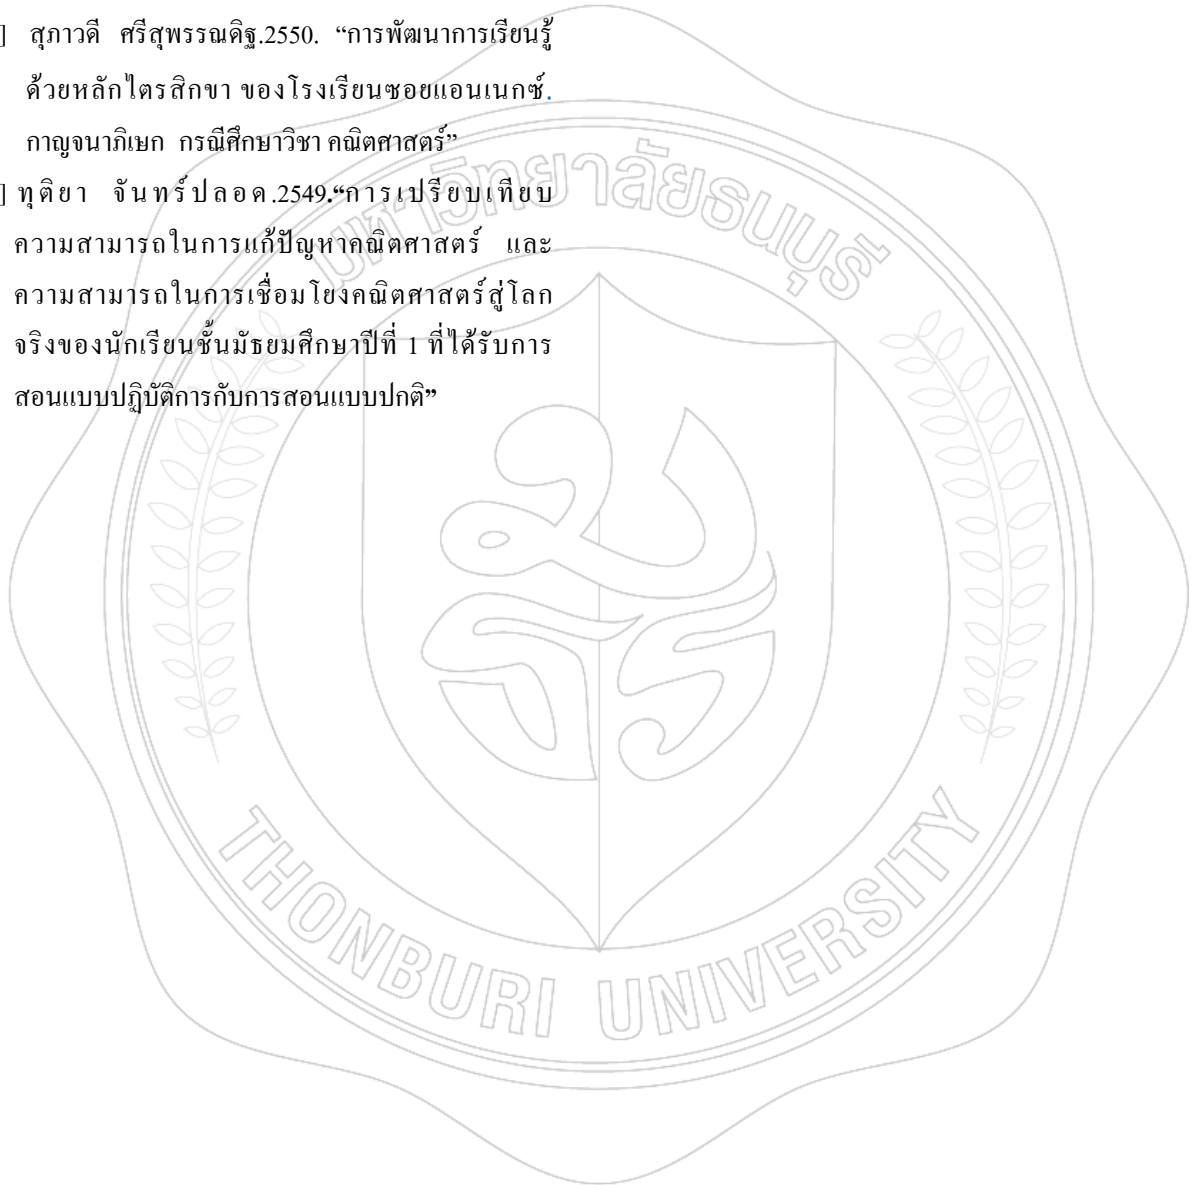 ] สุภาวดี ศรีสุพรรณดิฐ.2550. “การพัฒนาการเรียนรู้
ด้วยหลักไตรสิกขา ของโรงเรียนซอยแอนเนกซ์.
กาญจนาภิเษก กรณีศึกษาวิชา คณิตศาสตร์”
] ทุติยา จันทร์ปลอด.2549.“การเปรียบเทียบ
ความสามารถในการแก้ปัญหาคณิตศาสตร์ และ
ความสามารถในการเชื่อมโยงคณิตศาสตร์สู่โลก
จริงของนักเรียนชั้นมัธยมศึกษาปีที่ 1 ที่ได้รับการ
สอนแบบปฏิบัติการกับการสอนแบบปกติ”
มหาวิทยาลัยธนบุรี
มธร
THONBURI UNIVERSITY